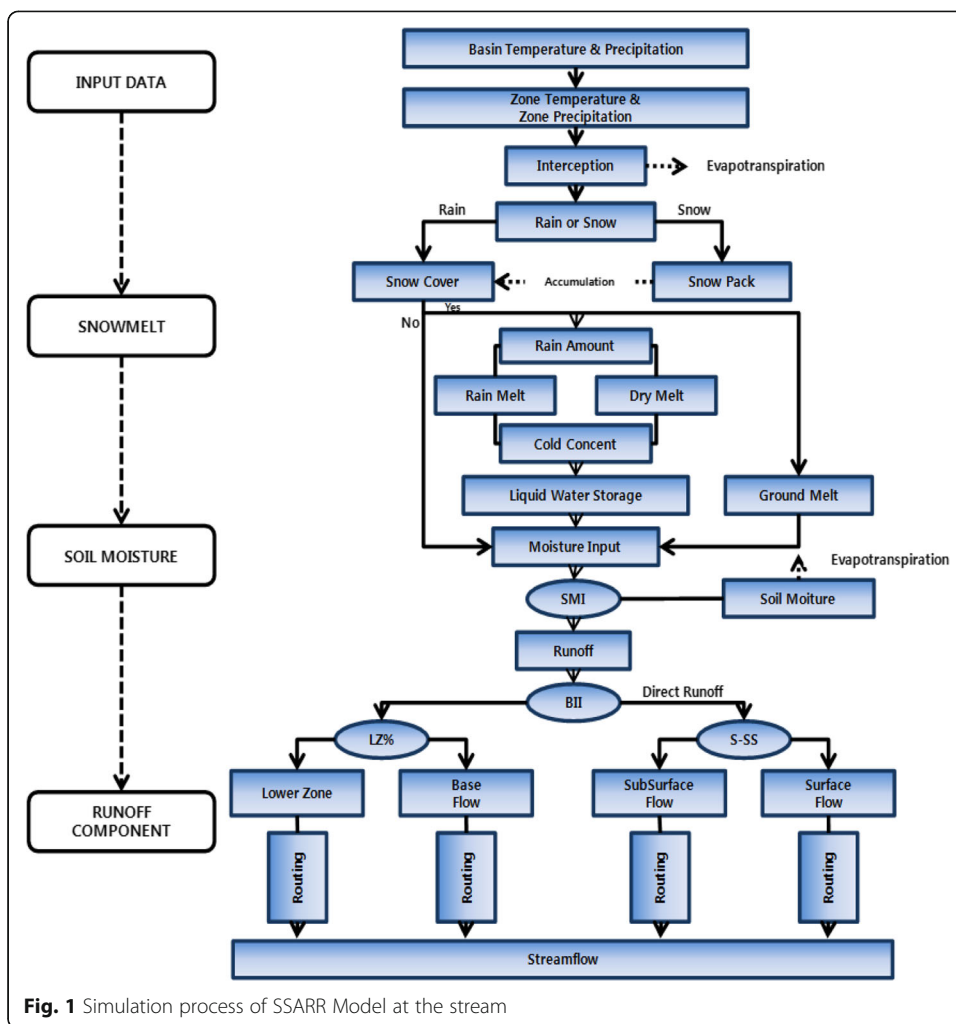 INPUT DATA
SNOWMELT
SOIL MOISTURE
RUNOFF
COMPONENT
Basin Temperature & Precipitation
Zone Temperature &
Zone Precipitation
Interception
Evapotranspiration
Rain
Rain or Snow
Snow
Snow Cover
Accumulation
Snow Pack
No
Yes
Rain Amount
Rain Melt
Dry Melt
Cold Concent
Liquid Water Storage
Ground Melt
Moisture Input
Evapotranspiration
SMI
Soil Moiture
Runoff
BII
Direct Runoff
LZ%
S-SS
Lower Zone
Base
Flow
SubSurface
Flow
Surface
Flow
Routing
Routing
Routing
Routing
Streamflow
Fig. 1 Simulation process of SSARR Model at the stream